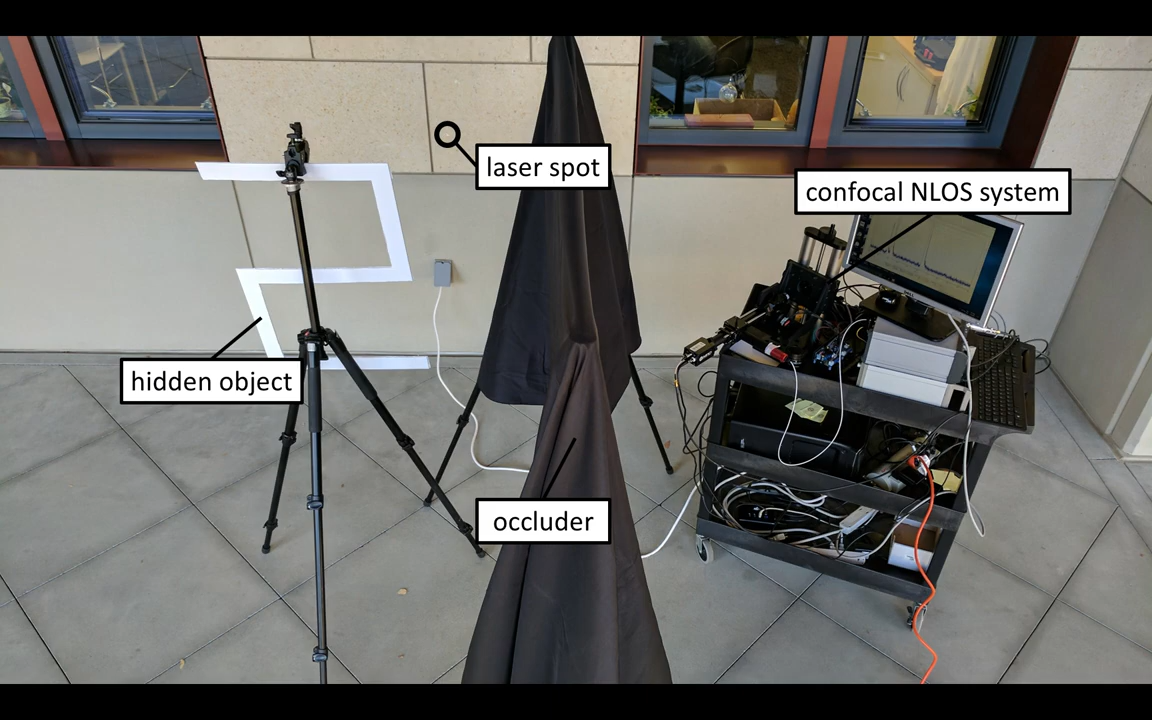 laser spot
confocal NLOS system
hidden object
occluder